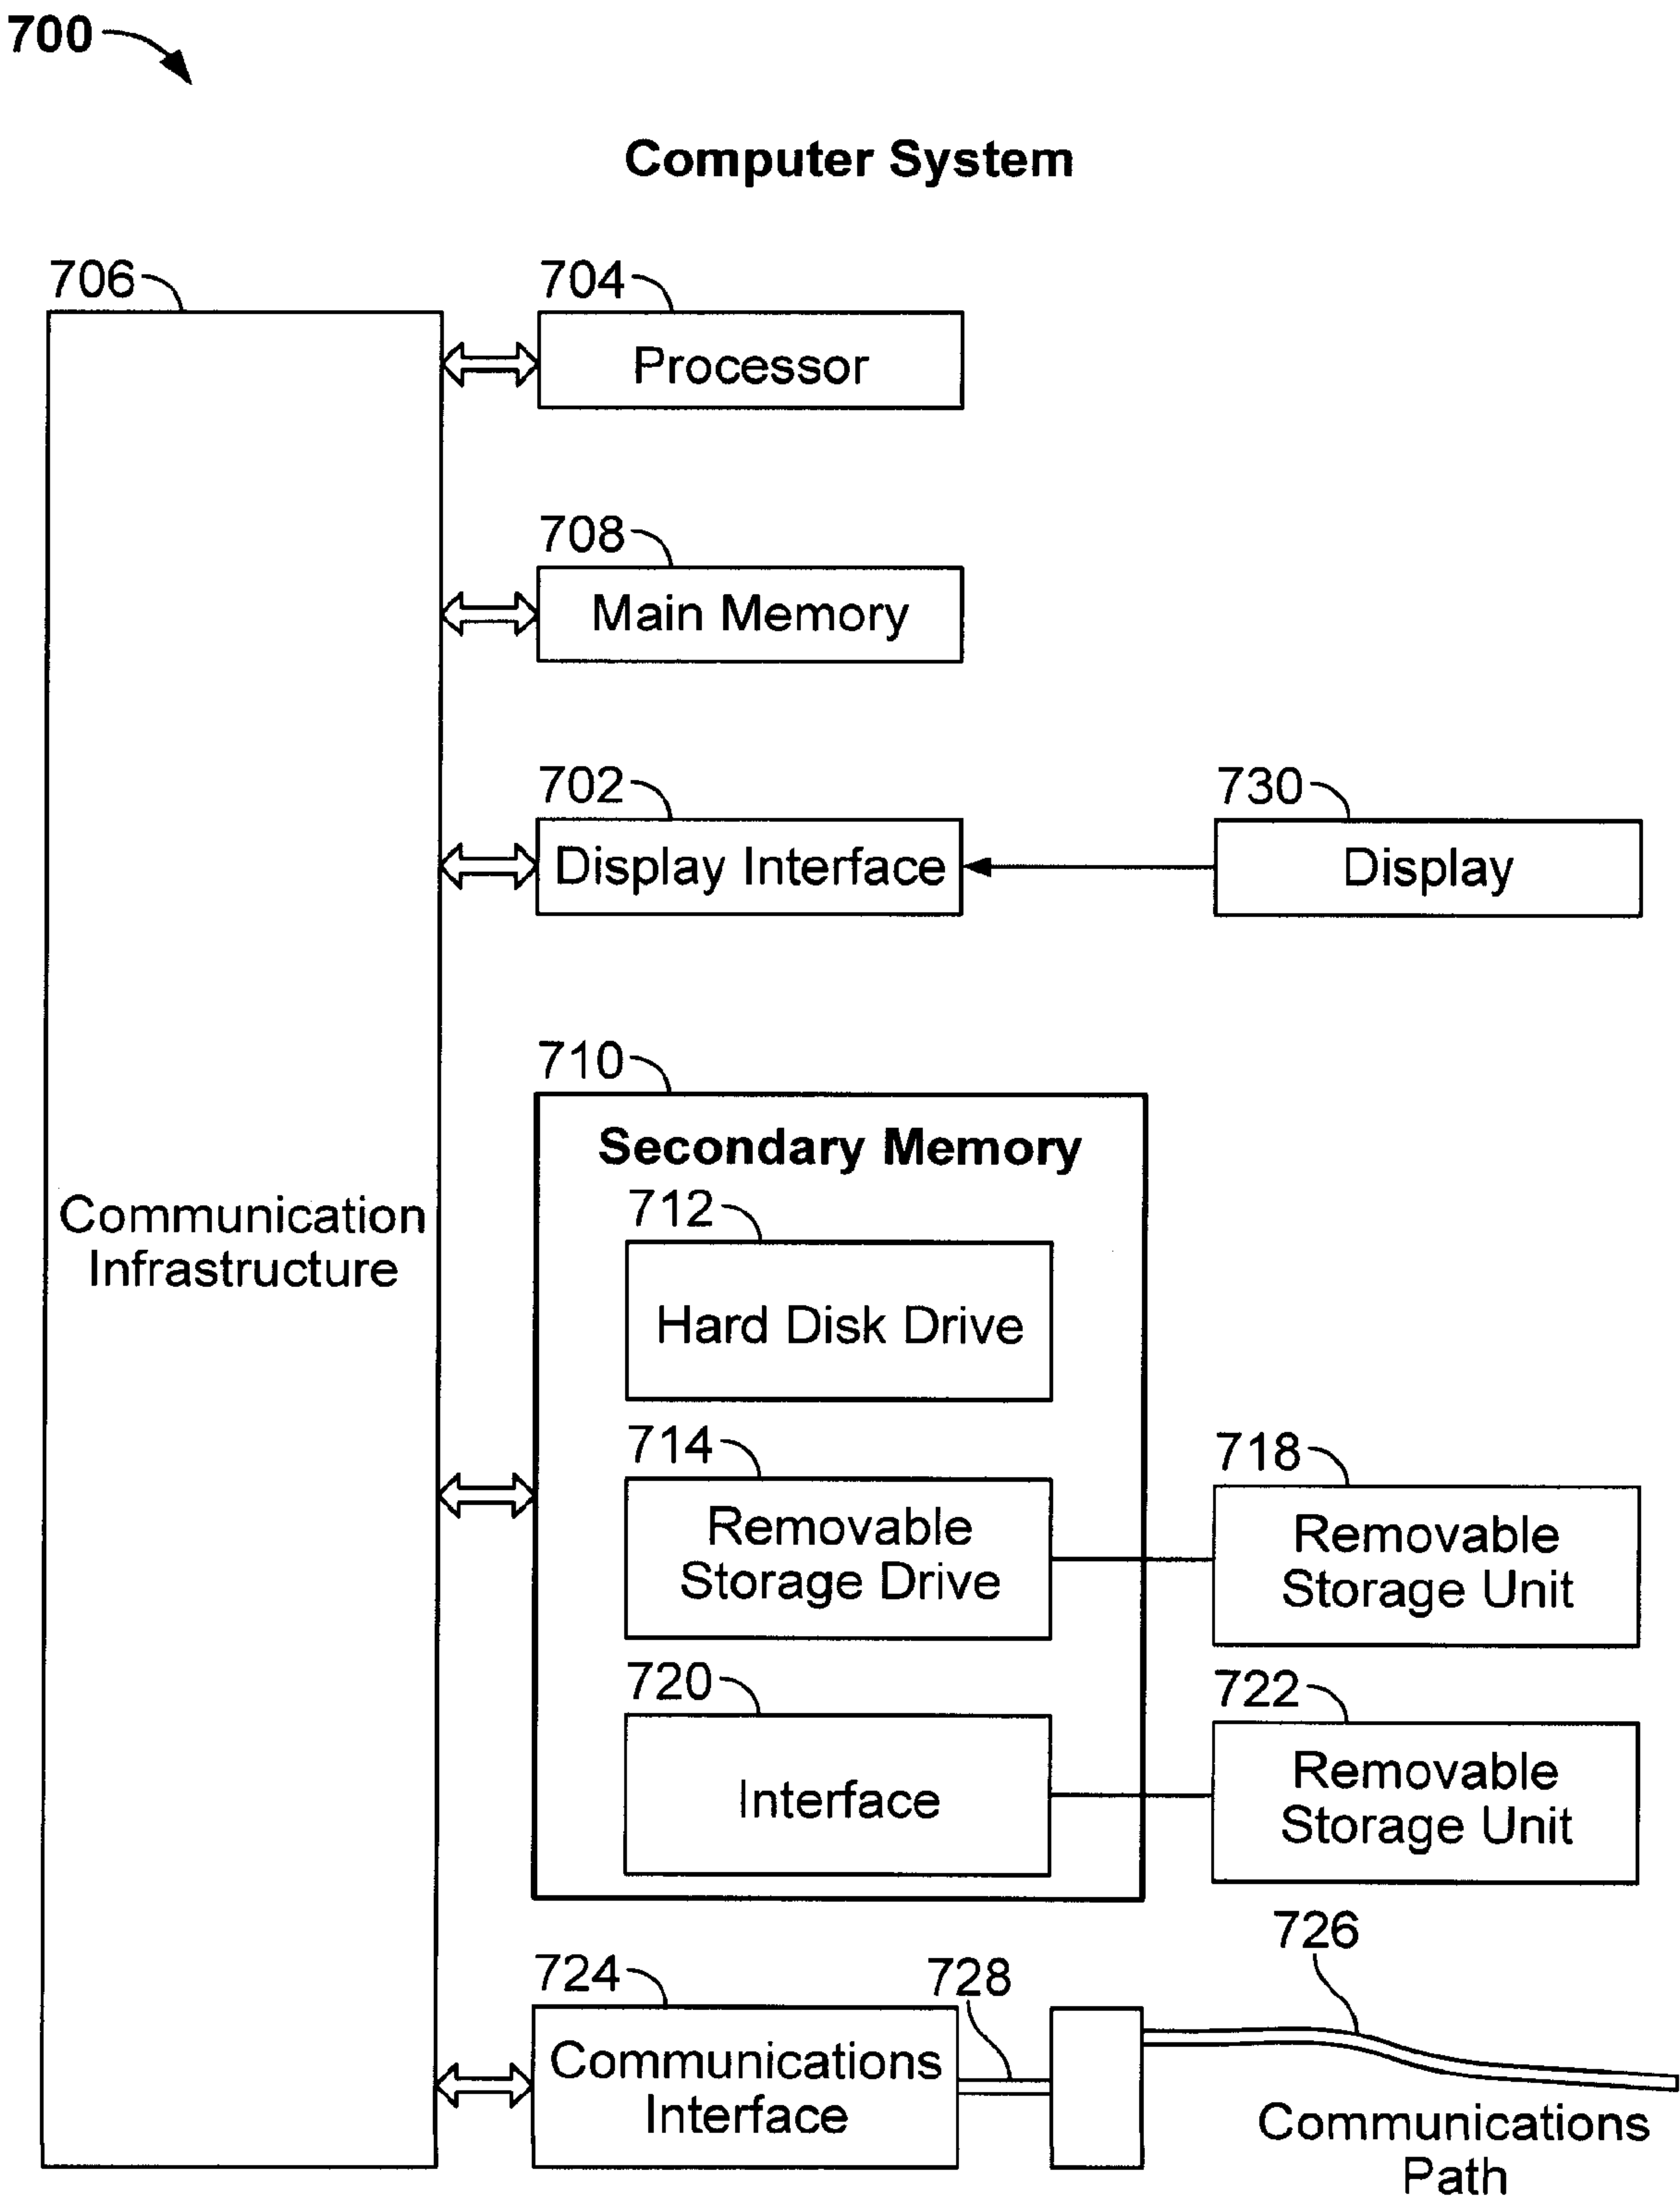 700
Computer System
706
704
Processor
708
Main Memory
702
Display Interface
730
Display
710
Secondary Memory
712
Hard Disk Drive
Communication
Infrastructure
714
Removable
Storage Drive
718
Removable
Storage Unit
720
Interface
722
Removable
Storage Unit
724
Communications
Interface
728
726
Communications
Path